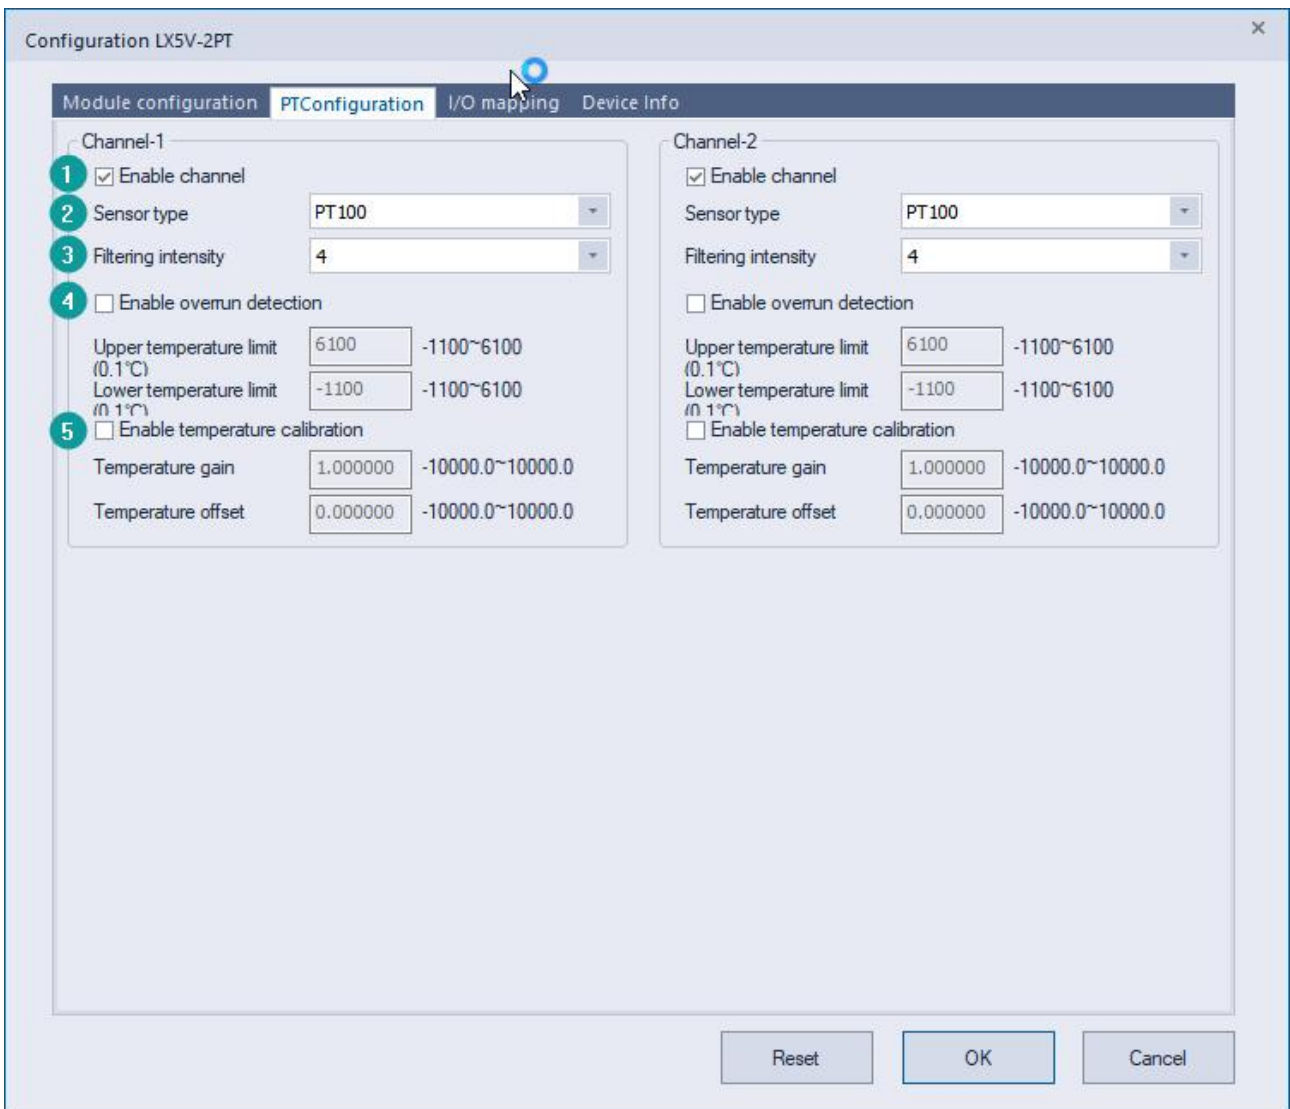 Configuration LX5V-2PT
×
Module configuration PTConfiguration I/O mapping Device Info
Channel-1
1 Enable channel
2 Sensor type PT100
3 Filtering intensity 4
4 Enable overrun detection
Upper temperature limit 6100 -1100~6100
(0.1℃)
Lower temperature limit -1100 -1100~6100
(0.1℃)
5 Enable temperature calibration
Temperature gain 1.000000 -10000.0~10000.0
Temperature offset 0.000000 -10000.0~10000.0
Channel-2
Enable channel
Sensor type PT100
Filtering intensity 4
Enable overrun detection
Upper temperature limit 6100 -1100~6100
(0.1℃)
Lower temperature limit -1100 -1100~6100
(0.1℃)
Enable temperature calibration
Temperature gain 1.000000 -10000.0~10000.0
Temperature offset 0.000000 -10000.0~10000.0
Reset OK Cancel